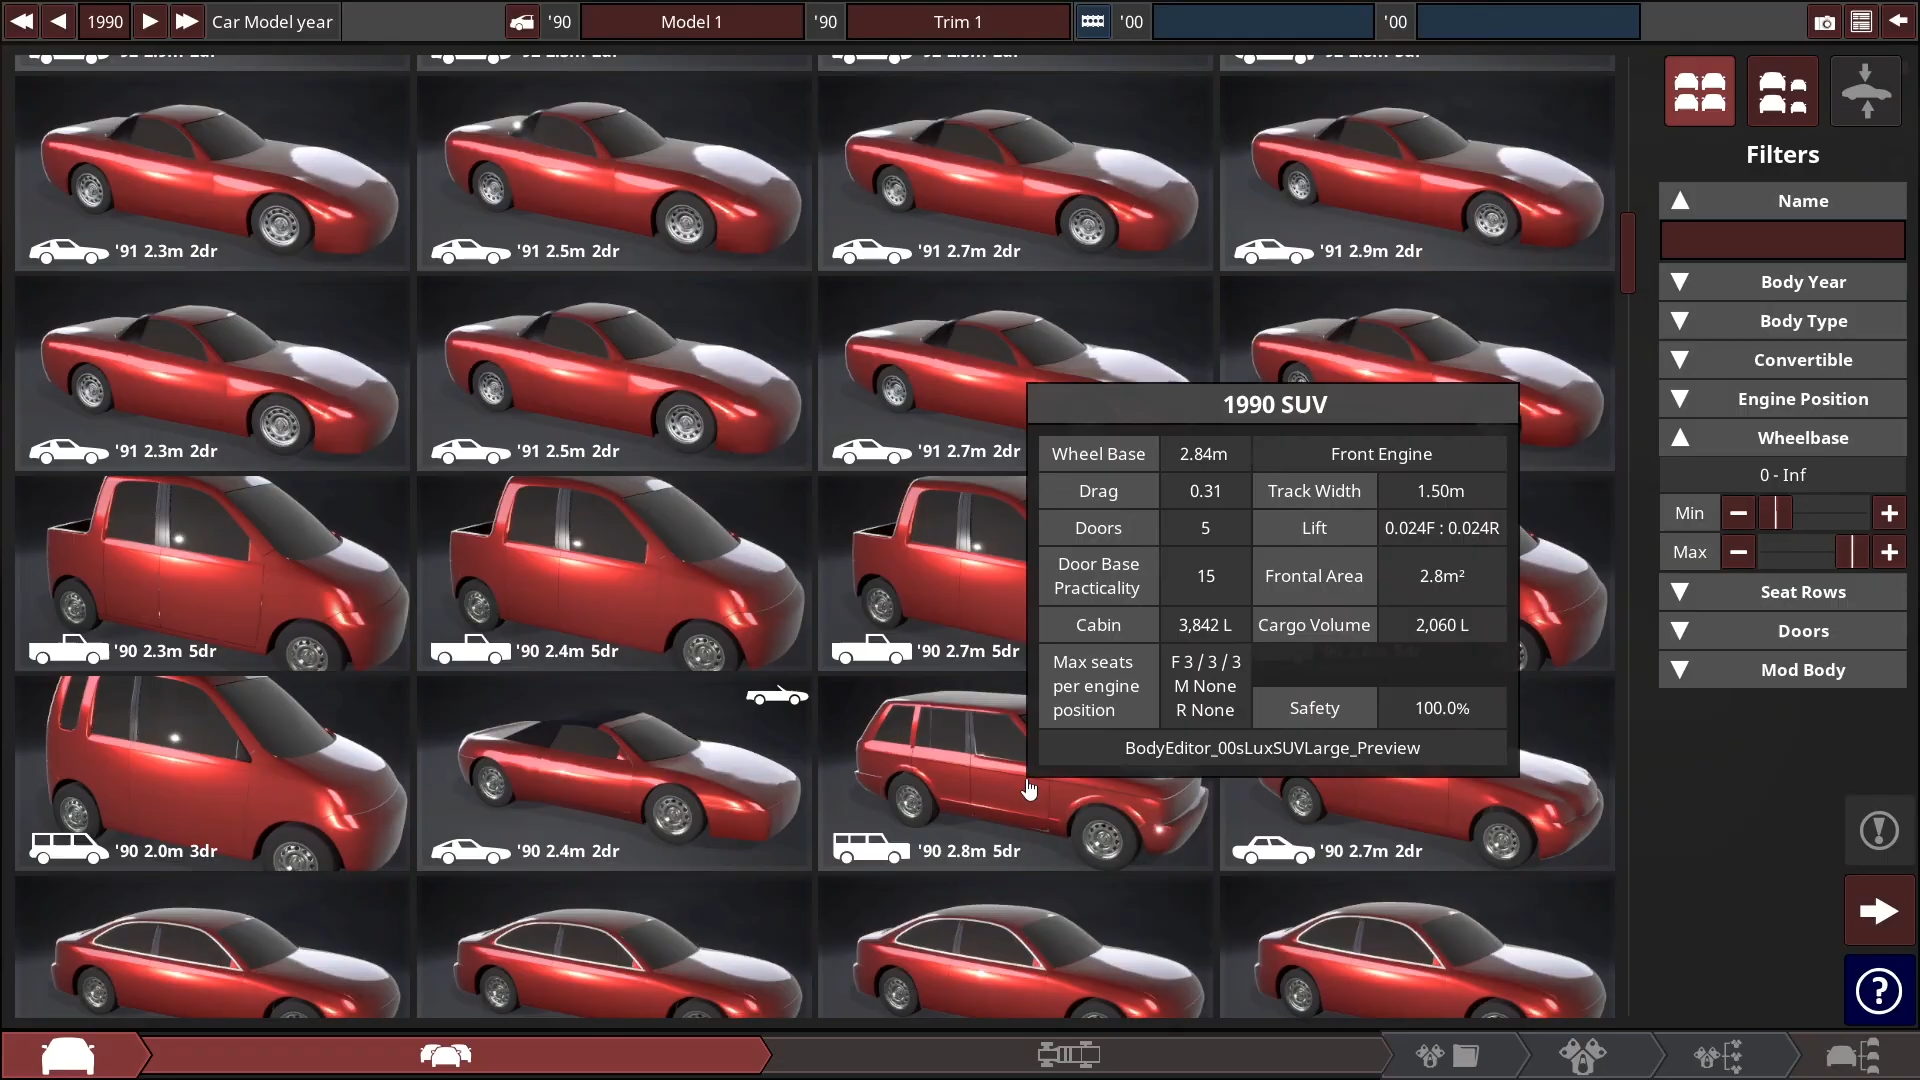 1990
Car Model year
'90
Model 1
'90
Trim 1
'00
'00
'91 2.3m 2dr
'91 2.5m 2dr
'91 2.7m 2dr
'91 2.9m 2dr
'91 2.3m 2dr
'91 2.5m 2dr
'91 2.7m 2dr
'90 2.3m 5dr
'90 2.4m 5dr
'90 2.7m 5dr
'90 2.0m 3dr
'90 2.4m 2dr
'90 2.8m 5dr
'90 2.7m 2dr
1990 SUV
Wheel Base 2.84m Front Engine
Drag 0.31 Track Width 1.50m
Doors 5 Lift 0.024F : 0.024R
Door Base
Practicality 15 Frontal Area 2.8m²
Cabin 3,842 L Cargo Volume 2,060 L
Max seats
per engine
position
F 3 / 3 / 3
M None
R None
Safety 100.0%
BodyEditor_00sLuxSUVLarge_Preview
Filters
Name
Body Year
Body Type
Convertible
Engine Position
Wheelbase
0 - Inf
Min
Max
Seat Rows
Doors
Mod Body
?